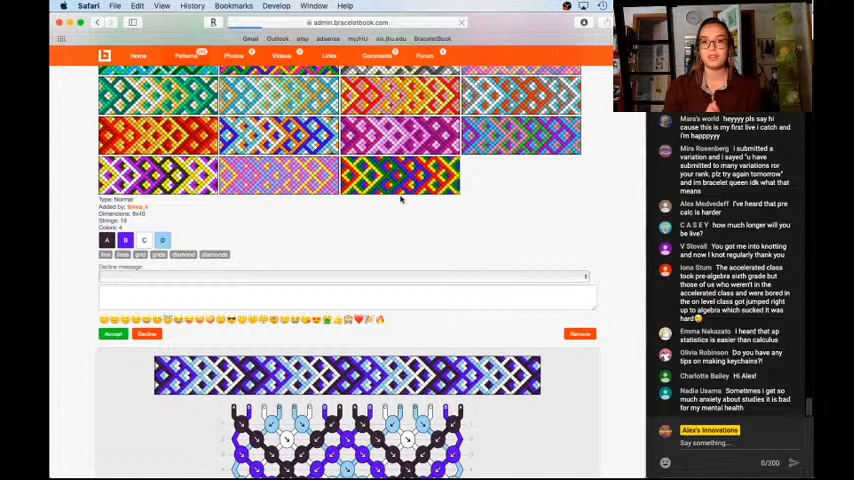 Safari File Edit View History Bookmarks Develop Window Help
admin.braceletbook.com
Gmail Outlook etsy adsense myJHU six.jhu.edu BraceletBook
Home Patterns Photos Videos Links Comments Forum
Type: Normal
Added by: timea_k
Dimensions: 8x40
Strings: 16
Colors: 4
A B C D
line lines grid grids diamond diamonds
Decline message:
Accept Decline Remove
Mara's world heyyyy pls say hi
cause this is my first live i catch and
i'm happyyyy
Mira Rosenberg i submitted a
variation and i sayed 'u have
submitted to many variations ror
your rank. plz try again tomorrow'
and im bracelet queen idk what that
means
Alex Medvedeff I've heard that pre
calc is harder
C A S E Y how much longer will you
be live?
V Stovall You got me into knotting
and now I knot regularly thank you
Iona Stum The accelerated class
took pre-algebra sixth grade but
those of us who weren't in the
accelerated class and were bored in
the on level class got jumped right
up to algebra which sucked it was
hard
Emma Nakazato I heard that ap
statistics is easier than calculus
Olivia Robinson Do you have any
tips on making keychains?!
Charlotte Bailey Hi Alex!
Nadia Usama Sometimes i get so
much anxiety about studies it is bad
for my mental health
Alex's Innovations
Say something...
0/200